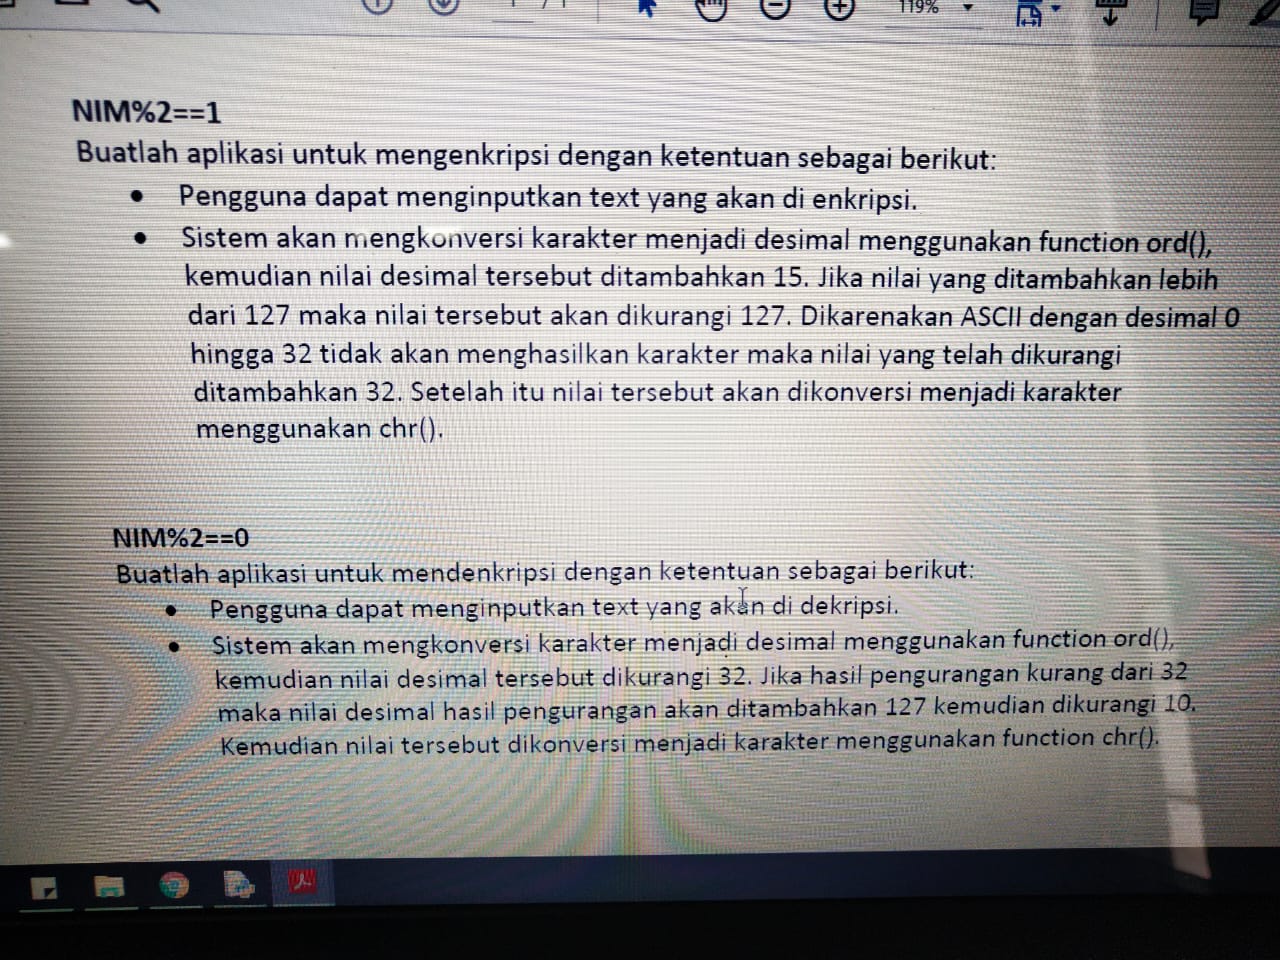 119%
NIM%2==1
Buatlah aplikasi untuk mengenkripsi dengan ketentuan sebagai berikut:
• Pengguna dapat menginputkan text yang akan di enkripsi.
• Sistem akan mengkonversi karakter menjadi desimal menggunakan function ord(),
kemudian nilai desimal tersebut ditambahkan 15. Jika nilai yang ditambahkan lebih
dari 127 maka nilai tersebut akan dikurangi 127. Dikarenakan ASCII dengan desimal 0
hingga 32 tidak akan menghasilkan karakter maka nilai yang telah dikurangi
ditambahkan 32. Setelah itu nilai tersebut akan dikonversi menjadi karakter
menggunakan chr().
NIM%2==0
Buatlah aplikasi untuk mendenkripsi dengan ketentuan sebagai berikut:
• Pengguna dapat menginputkan text yang akan di dekripsi.
• Sistem akan mengkonversi karakter menjadi desimal menggunakan function ord(),
kemudian nilai desimal tersebut dikurangi 32. Jika hasil pengurangan kurang dari 32
maka nilai desimal hasil pengurangan akan ditambahkan 127 kemudian dikurangi 10.
Kemudian nilai tersebut dikonversi menjadi karakter menggunakan function chr().